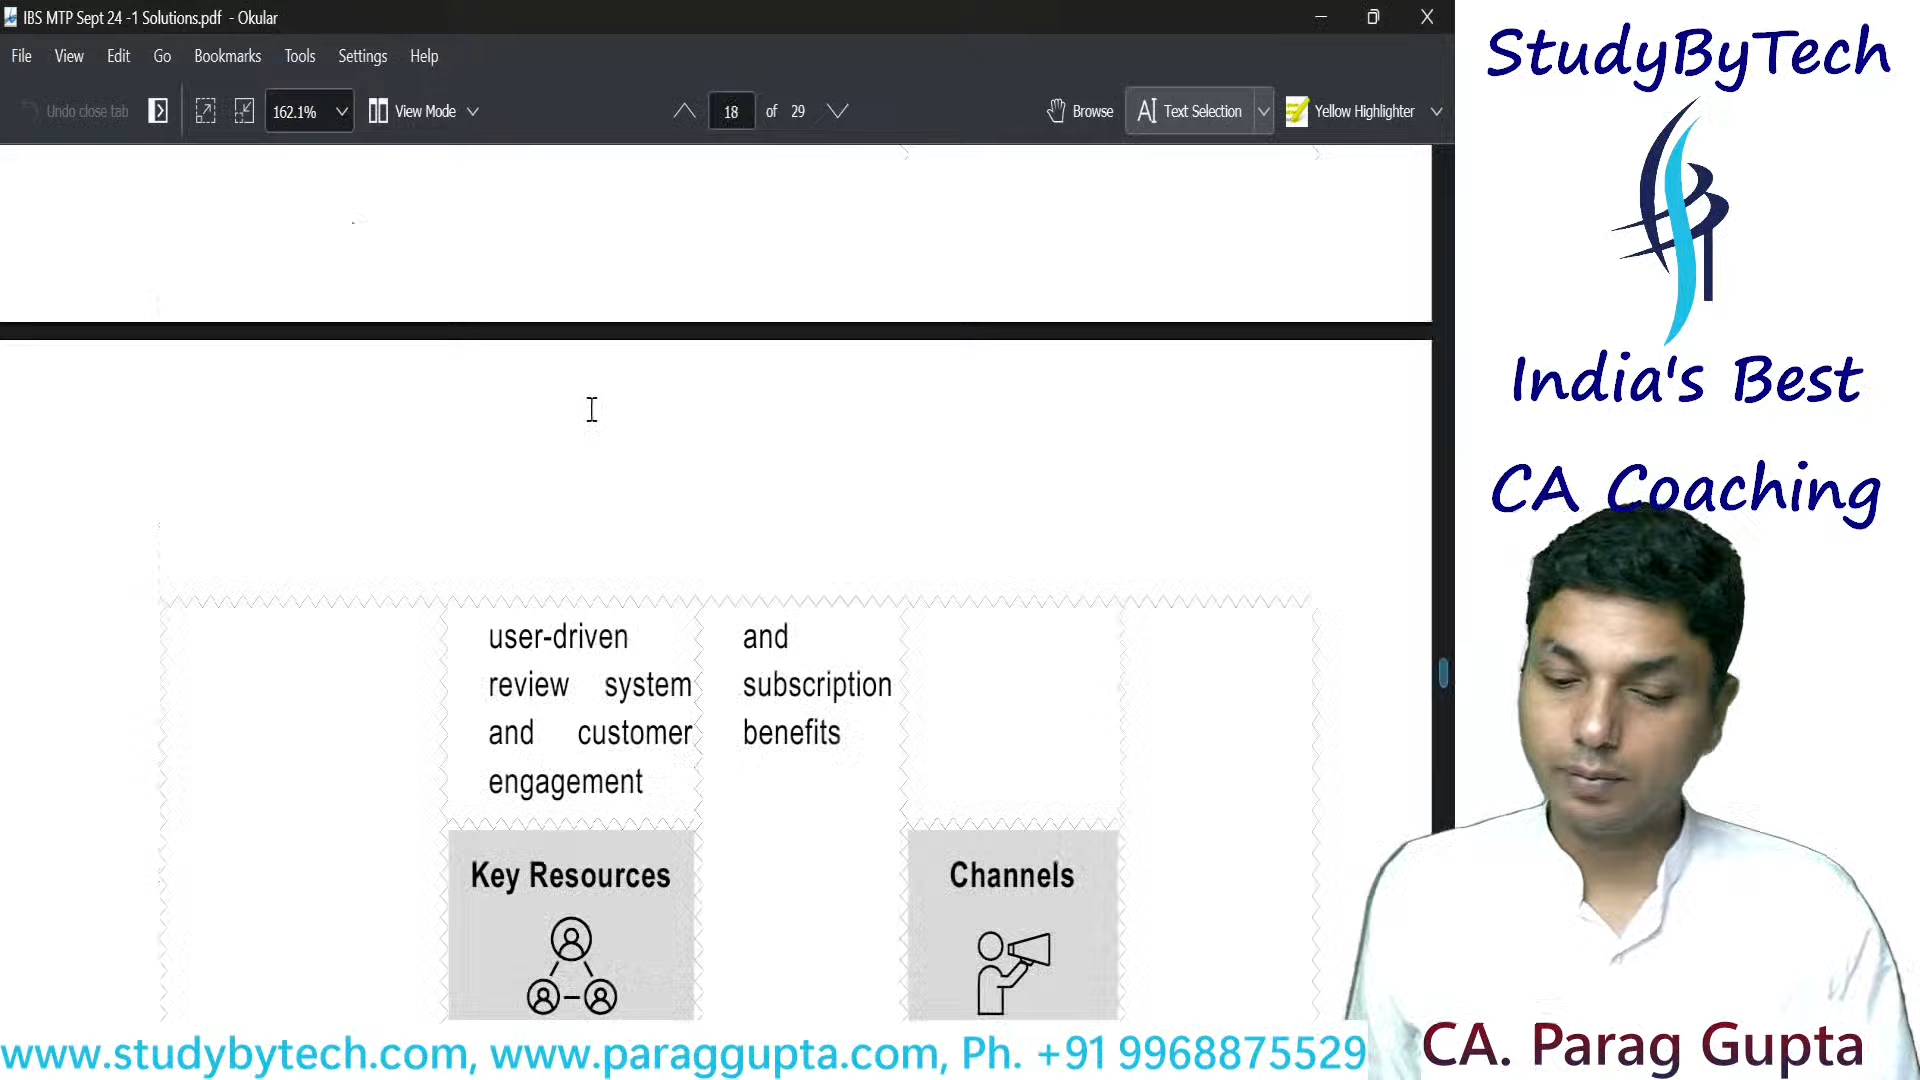 IBS MTP Sept 24 -1 Solutions.pdf - Okular
File View Edit Go Bookmarks Tools Settings Help
Undo close tab 162.1% View Mode 18 of 29 Browse Text Selection Yellow Highlighter
StudyByTech
India's Best
CA Coaching
user-driven
review system
and customer
engagement
and
subscription
benefits
Key Resources
Channels
www.studybytech.com, www.paraggupta.com, Ph. +91 9968875529
CA. Parag Gupta